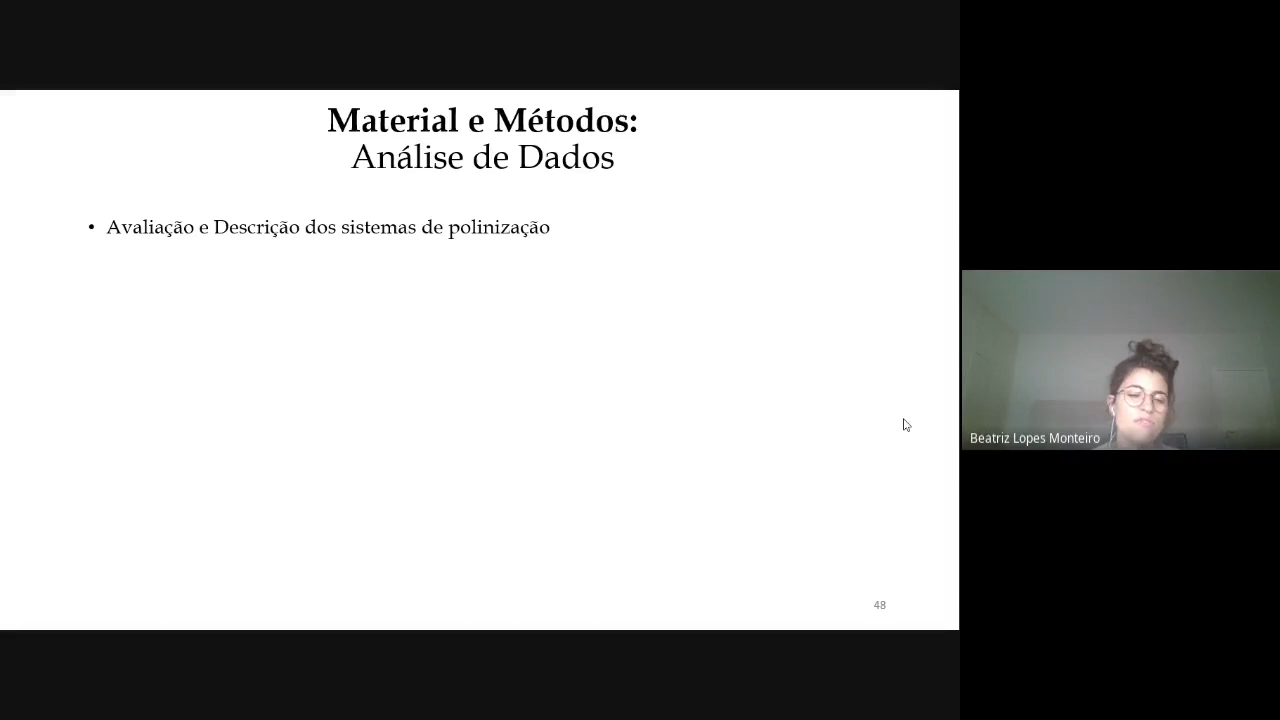 Material e Métodos:
Análise de Dados
• Avaliação e Descrição dos sistemas de polinização
Beatriz Lopes Monteiro
48